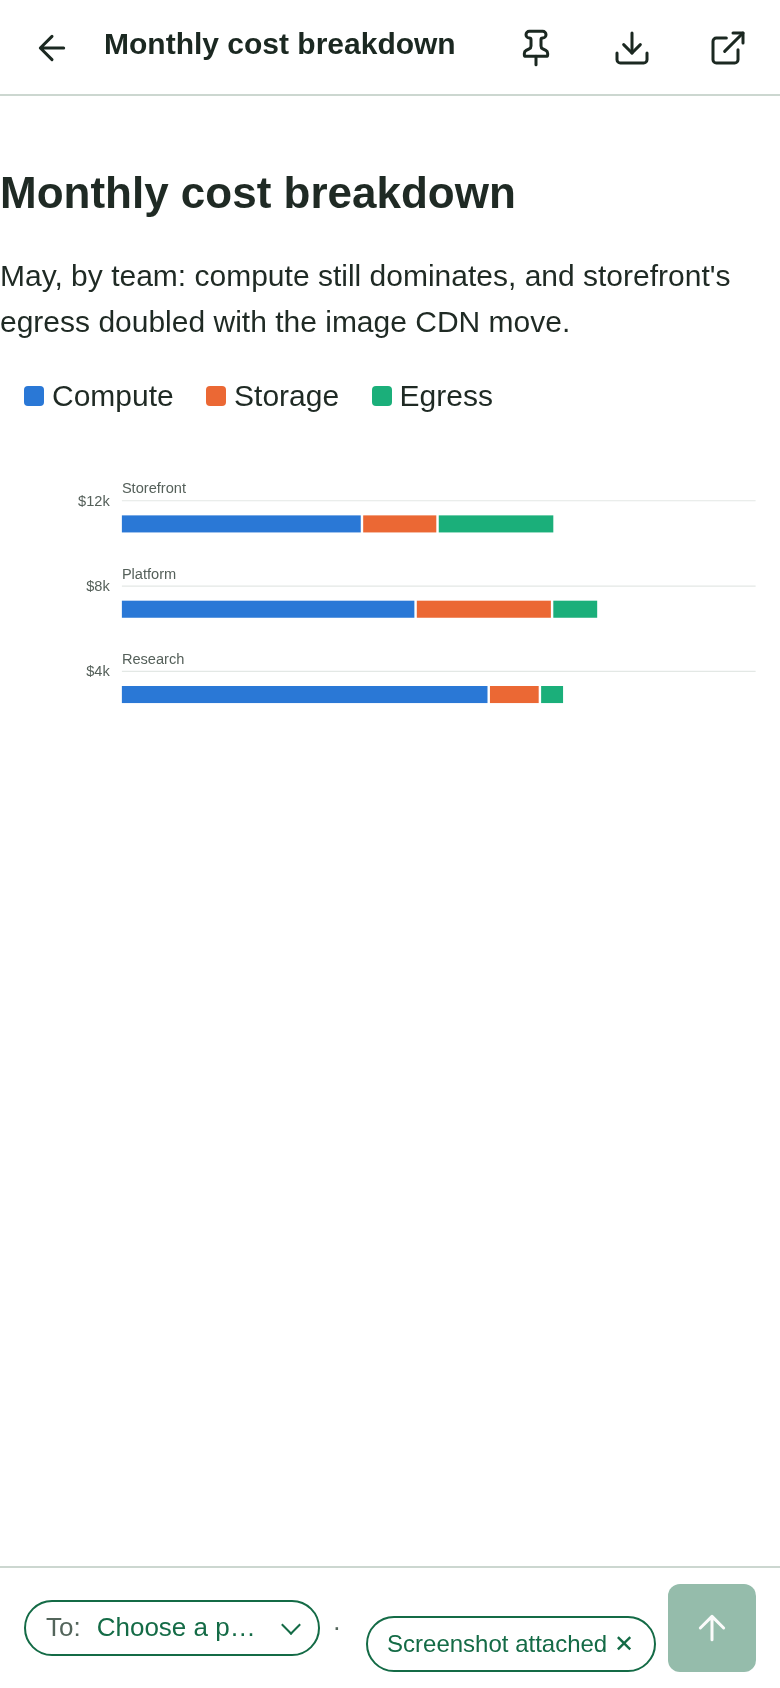 Monthly cost breakdown
Monthly cost breakdown
May, by team: compute still dominates, and storefront's
egress doubled with the image CDN move.
Compute Storage Egress
Storefront
$12k
Platform
$8k
Research
$4k
To: Choose a p… ·
Screenshot attached ✕